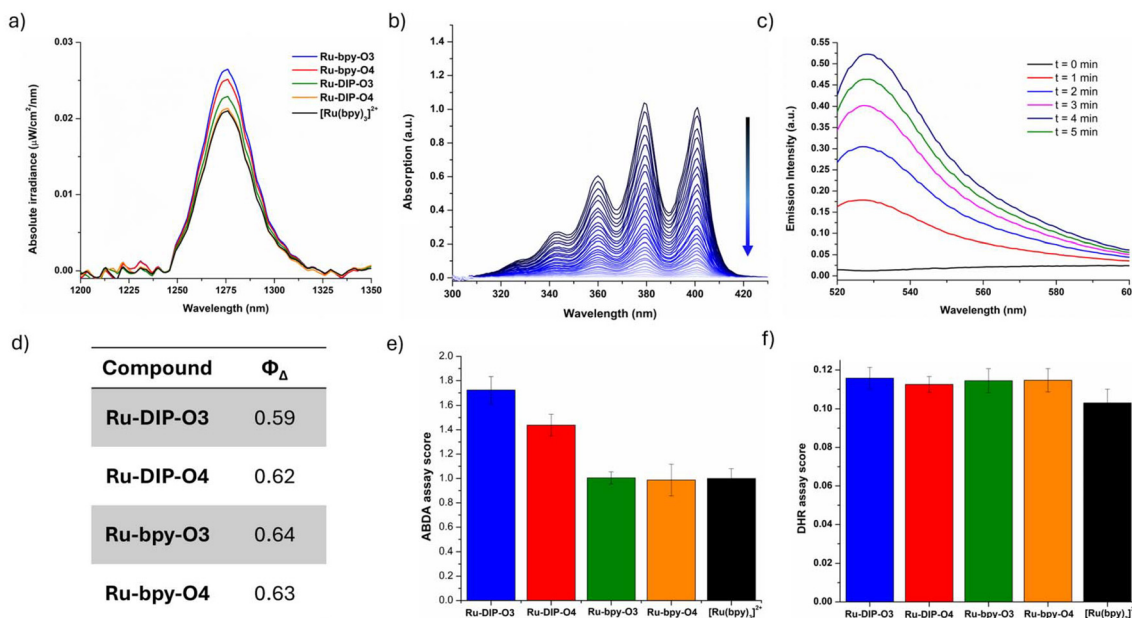 a)
0.03
0.02
0.01
0.00
Absolute irradiance (μW/cm²/nm)
1200 1225 1250 1275 1300 1325 1350
Wavelength (nm)
Ru-bpy-O3
Ru-bpy-O4
Ru-DIP-O3
Ru-DIP-O4
[Ru(bpy)₃]²⁺
b)
1.4
1.2
1.0
0.8
0.6
0.4
0.2
0.0
Absorption (a.u.)
300 320 340 360 380 400 420
Wavelength (nm)
c)
0.55
0.50
0.45
0.40
0.35
0.30
0.25
0.20
0.15
0.10
0.05
0.00
Emission Intensity (a.u.)
520 540 560 580 60
Wavelength (nm)
t = 0 min
t = 1 min
t = 2 min
t = 3 min
t = 4 min
t = 5 min
d)
Compound Φ_Δ
Ru-DIP-O3 0.59
Ru-DIP-O4 0.62
Ru-bpy-O3 0.64
Ru-bpy-O4 0.63
e)
2.0
1.8
1.6
1.4
1.2
1.0
0.8
0.6
0.4
0.2
0.0
ABDA assay score
Ru-DIP-O3 Ru-DIP-O4 Ru-bpy-O3 Ru-bpy-O4 [Ru(bpy)₃]²⁺
f)
0.12
0.10
0.08
0.06
0.04
0.02
0.00
DHR assay score
Ru-DIP-O3 Ru-DIP-O4 Ru-bpy-O3 Ru-bpy-O4 [Ru(bpy)₃]²